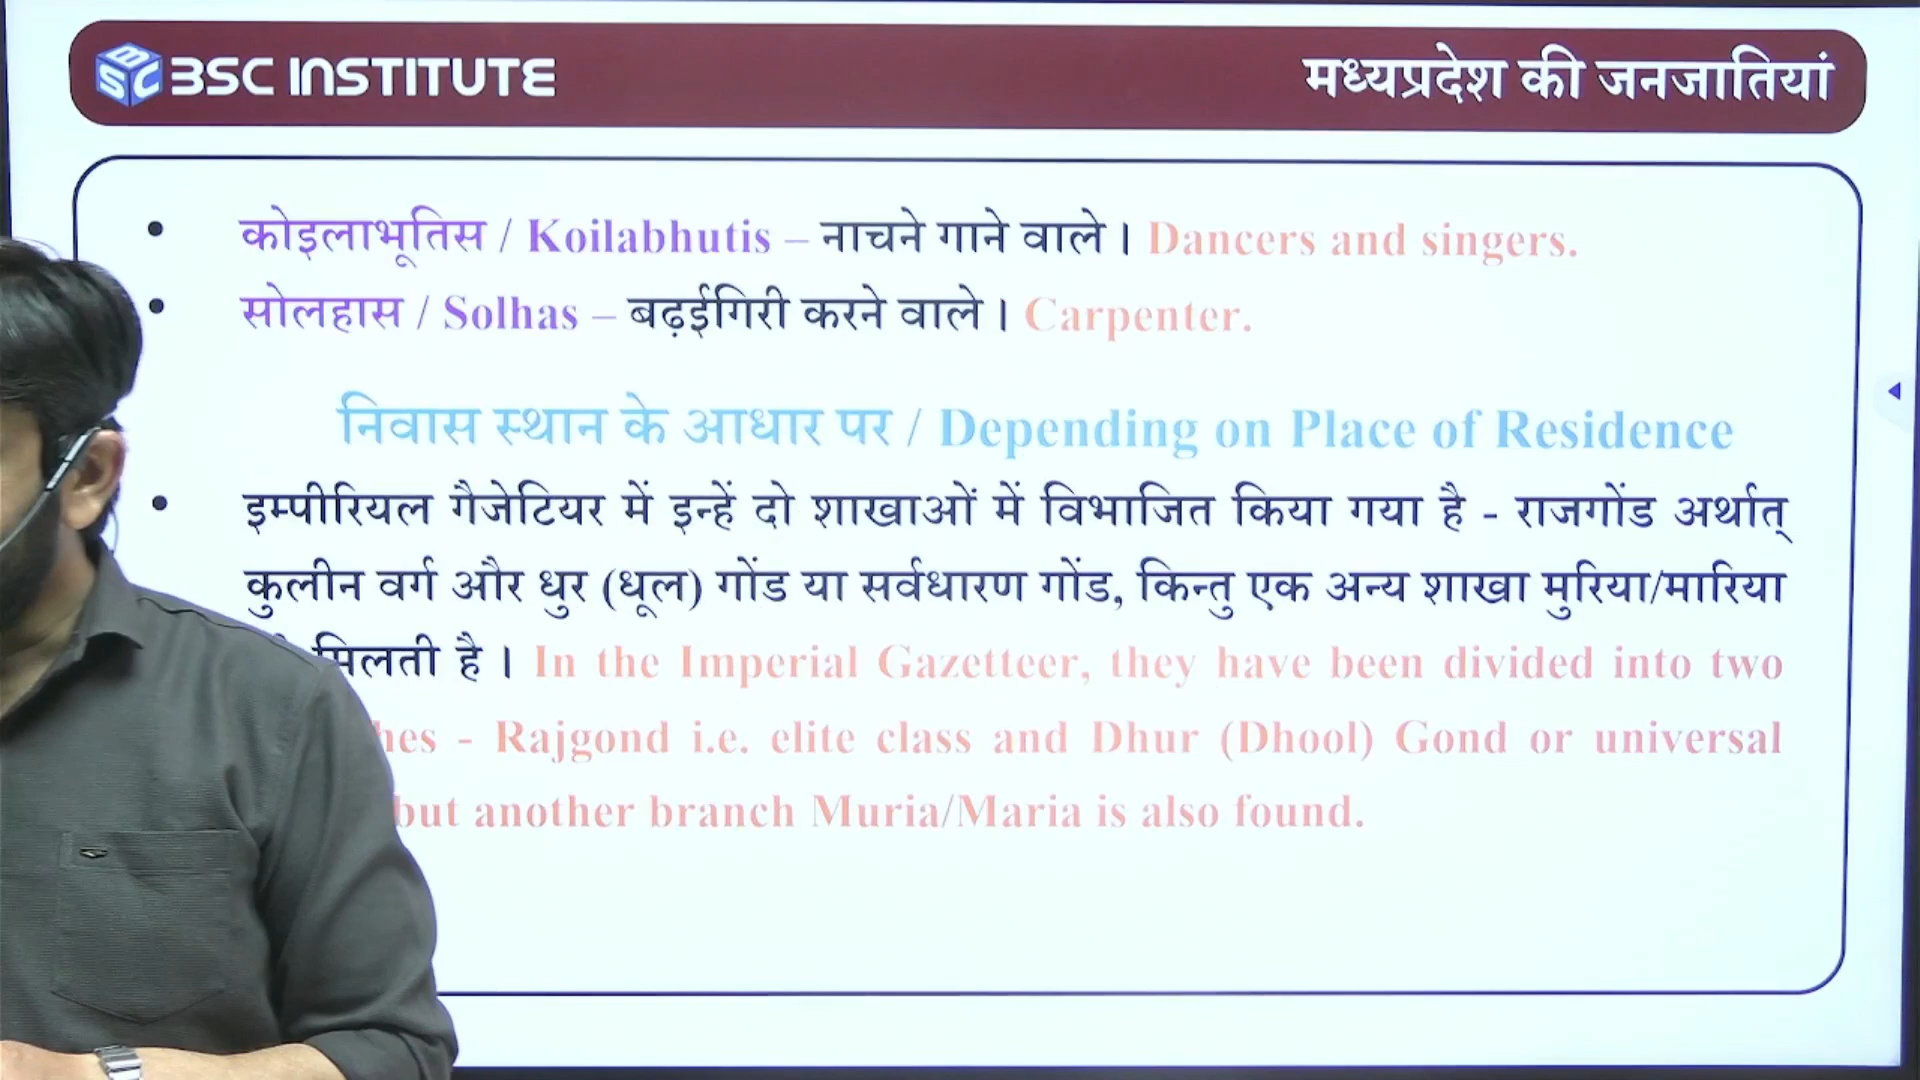 BSC INSTITUTE
मध्यप्रदेश की जनजातियां
• कोइलाभूतिस / Koilabhutis – नाचने गाने वाले। Dancers and singers.
• सोलहास / Solhas – बढ़ईगिरी करने वाले। Carpenter.
निवास स्थान के आधार पर / Depending on Place of Residence
• इम्पीरियल गैजेटियर में इन्हें दो शाखाओं में विभाजित किया गया है - राजगोंड अर्थात्
कुलीन वर्ग और धुर (धूल) गोंड या सर्वधारण गोंड, किन्तु एक अन्य शाखा मुरिया/मारिया
मिलती है। In the Imperial Gazetteer, they have been divided into two
- Rajgond i.e. elite class and Dhur (Dhool) Gond or universal
but another branch Muria/Maria is also found.